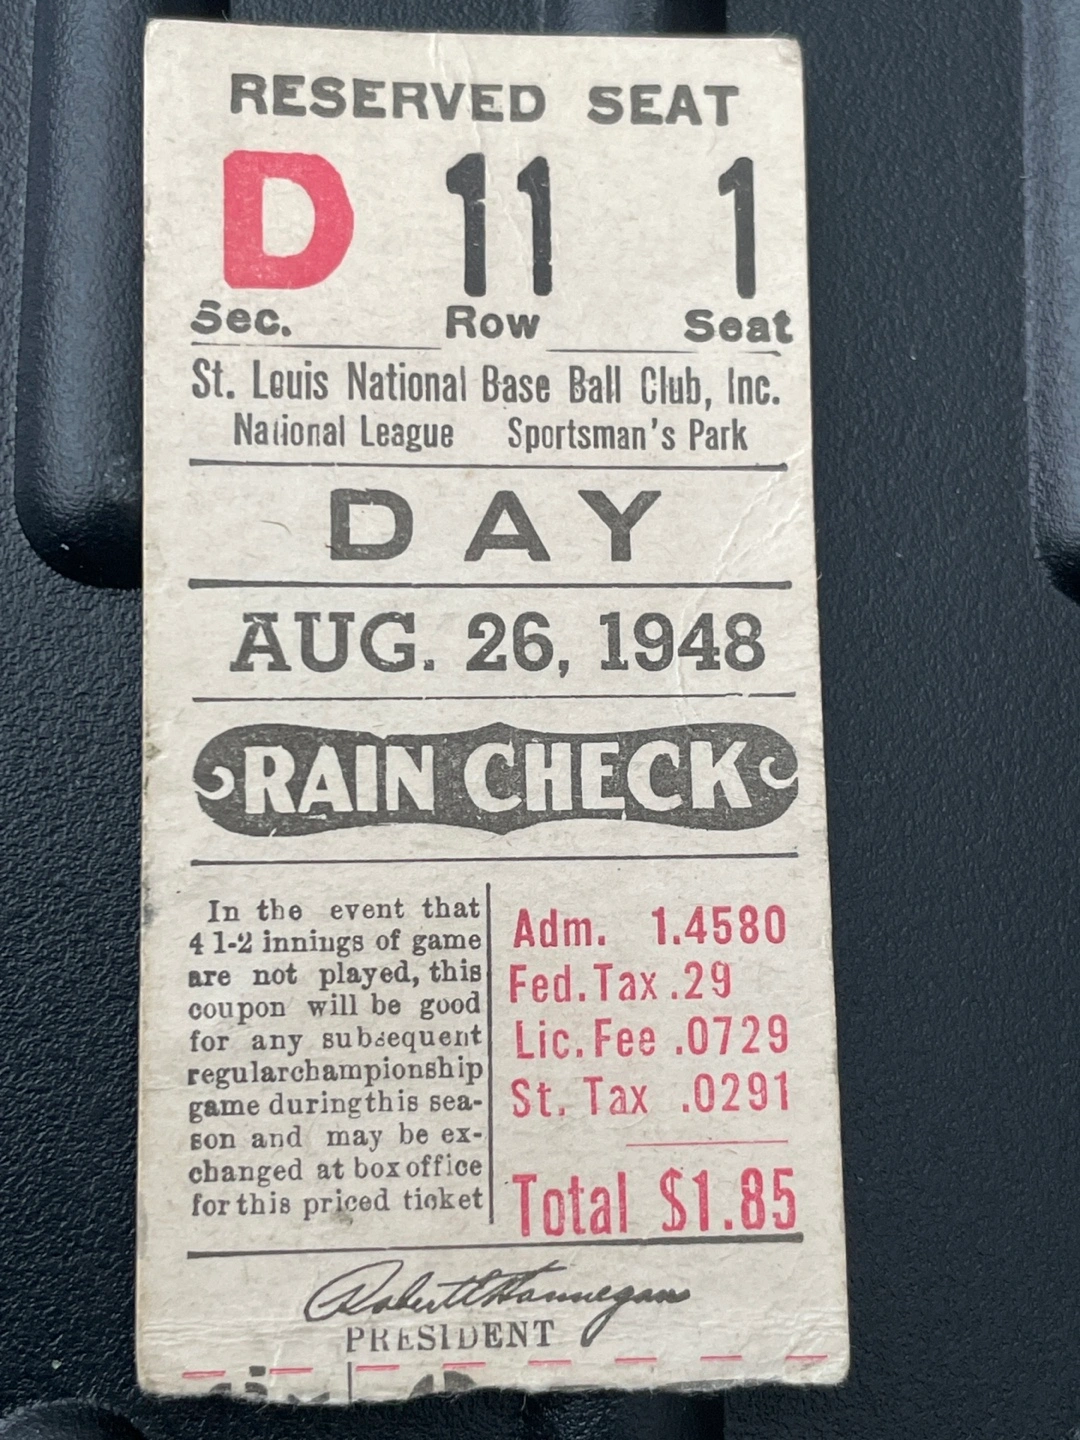 RESERVED SEAT
D 11 1
Sec. Row Seat
St. Louis National Base Ball Club, Inc.
National League Sportsman's Park
DAY
AUG. 26, 1948
RAIN CHECK
In the event that
4 1-2 innings of game
are not played, this
coupon will be good
for any subsequent
regularchampionship
game duringthis sea-
son and may be ex-
changed at box office
for this priced ticket
Adm. 1.4580
Fed. Tax .29
Lic. Fee .0729
St. Tax .0291
Total $1.85
Robert E Hannegan
PRESIDENT